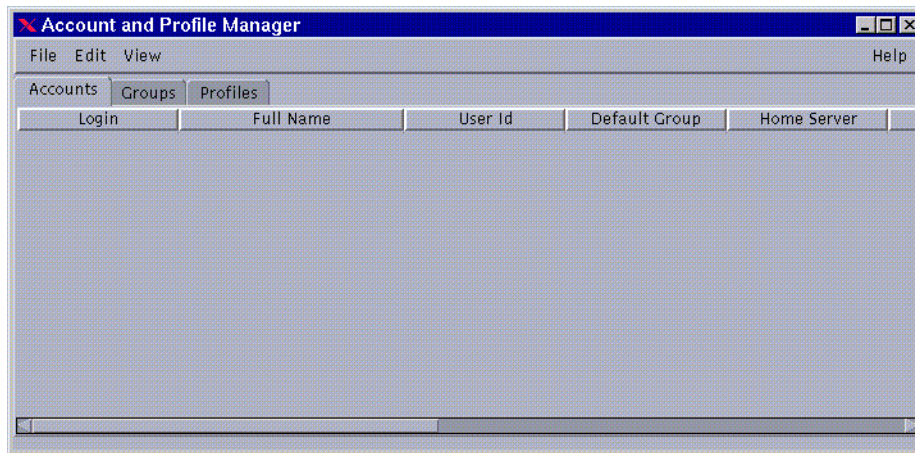 Account and Profile Manager
File Edit View Help
Accounts Groups Profiles
Login Full Name User Id Default Group Home Server